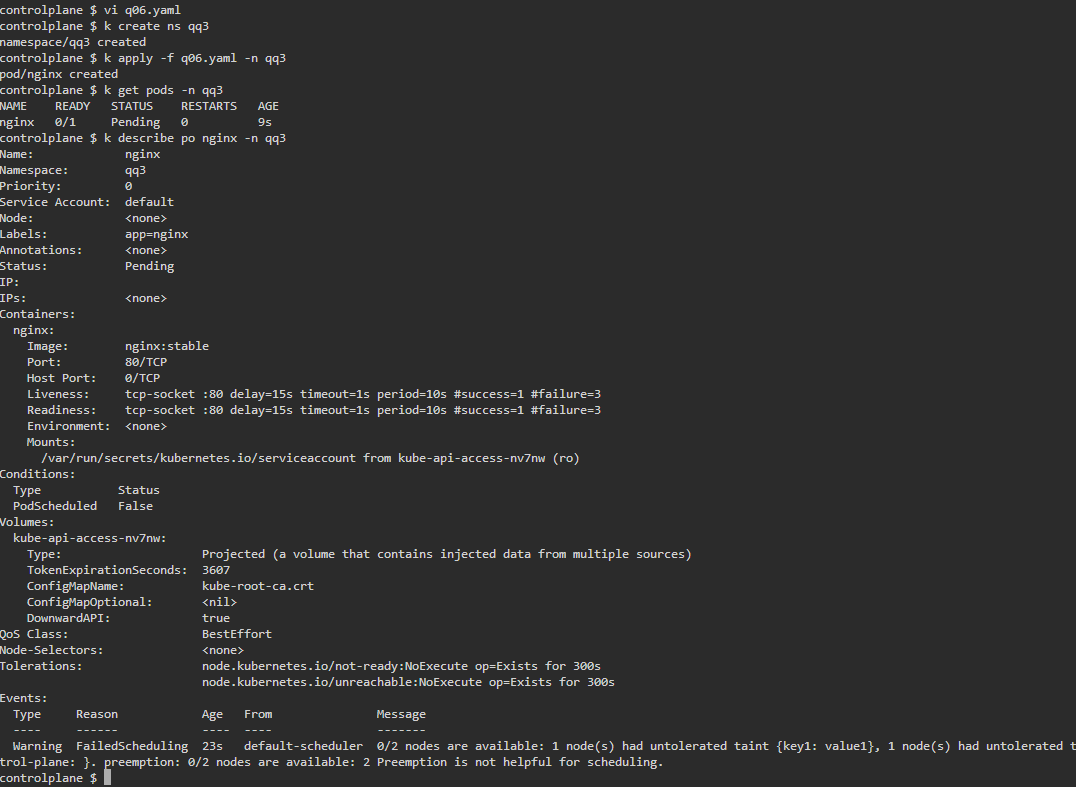 controlplane $ vi q06.yaml
controlplane $ k create ns qq3
namespace/qq3 created
controlplane $ k apply -f q06.yaml -n qq3
pod/nginx created
controlplane $ k get pods -n qq3
NAME    READY   STATUS    RESTARTS   AGE
nginx   0/1     Pending   0          9s
controlplane $ k describe po nginx -n qq3
Name:             nginx
Namespace:        qq3
Priority:         0
Service Account:  default
Node:             <none>
Labels:           app=nginx
Annotations:      <none>
Status:           Pending
IP:
IPs:              <none>
Containers:
  nginx:
    Image:        nginx:stable
    Port:         80/TCP
    Host Port:    0/TCP
    Liveness:     tcp-socket :80 delay=15s timeout=1s period=10s #success=1 #failure=3
    Readiness:    tcp-socket :80 delay=15s timeout=1s period=10s #success=1 #failure=3
    Environment:  <none>
    Mounts:
      /var/run/secrets/kubernetes.io/serviceaccount from kube-api-access-nv7nw (ro)
Conditions:
  Type           Status
  PodScheduled   False
Volumes:
  kube-api-access-nv7nw:
    Type:                    Projected (a volume that contains injected data from multiple sources)
    TokenExpirationSeconds:  3607
    ConfigMapName:           kube-root-ca.crt
    ConfigMapOptional:       <nil>
    DownwardAPI:             true
QoS Class:                   BestEffort
Node-Selectors:              <none>
Tolerations:                 node.kubernetes.io/not-ready:NoExecute op=Exists for 300s
                             node.kubernetes.io/unreachable:NoExecute op=Exists for 300s
Events:
  Type     Reason            Age   From               Message
  ----     ------            ----  ----               -------
  Warning  FailedScheduling  23s   default-scheduler  0/2 nodes are available: 1 node(s) had untolerated taint {key1: value1}, 1 node(s) had untolerated t
trol-plane: }. preemption: 0/2 nodes are available: 2 Preemption is not helpful for scheduling.
controlplane $